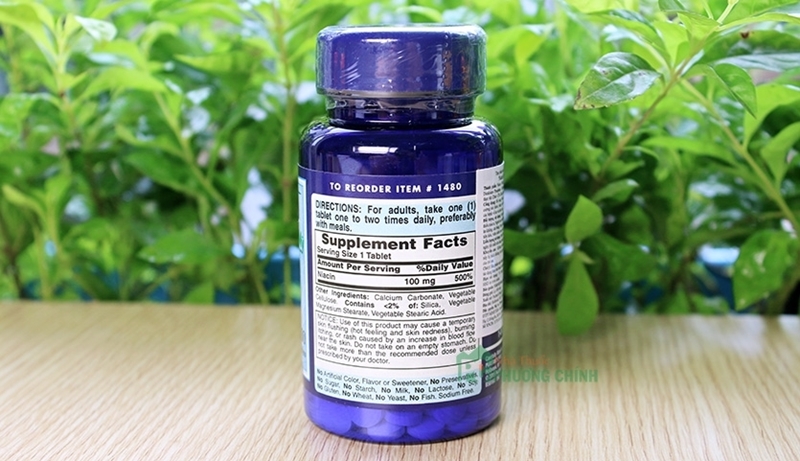 TO REORDER ITEM # 1480
DIRECTIONS: For adults, take one (1)
tablet one to two times daily, preferably
with meals.
Supplement Facts
Serving Size 1 Tablet
Amount Per Serving %Daily Value
Niacin 100 mg 500%
Other Ingredients: Calcium Carbonate, Vegetable
Cellulose. Contains <2% of: Silica, Vegetable
Magnesium Stearate, Vegetable Stearic Acid.
NOTICE: Use of this product may cause a temporary
skin flushing (hot feeling and skin redness), burning,
itching, or rash caused by an increase in blood flow
near the skin. Do not take on an empty stomach. Do
not take more than the recommended dose unless
prescribed by your doctor.
No Artificial Color, Flavor or Sweetener, No Preservatives,
No Sugar, No Starch, No Milk, No Lactose, No Soy,
No Gluten, No Wheat, No Yeast, No Fish. Sodium Free.
PHƯƠNG CHINH